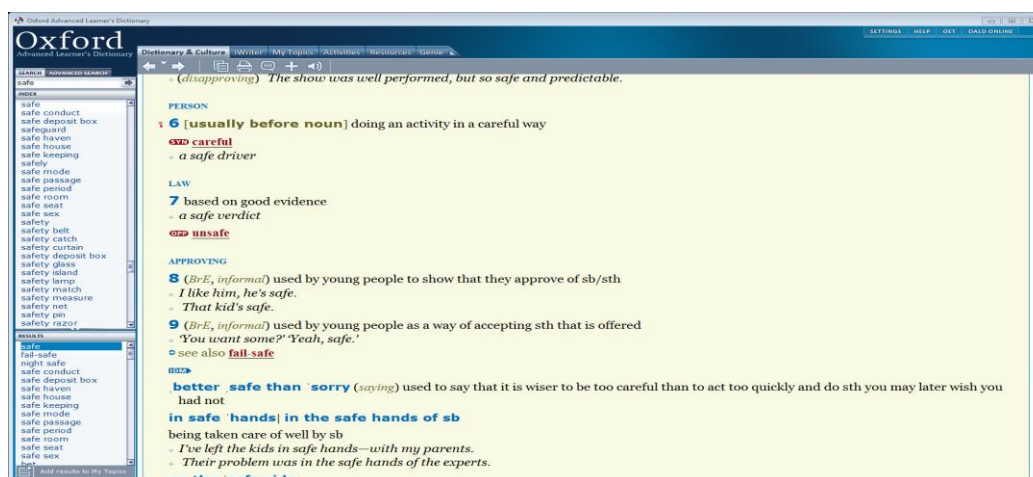 Oxford Advanced Learner's Dictionary
Oxford
Advanced Learner's Dictionary
SETTINGS HELP OET OALD ONLINE
Dictionary & Culture iWriter My Topics Activities Resources Genie
SEARCH ADVANCED SEARCH
safe
INDEX
safe
safe conduct
safe deposit box
safeguard
safe haven
safe house
safe keeping
safely
safe mode
safe passage
safe period
safe room
safe seat
safe sex
safety
safety belt
safety catch
safety curtain
safety deposit box
safety glass
safety island
safety lamp
safety match
safety measure
safety net
safety pin
safety razor
RESULTS
safe
fail-safe
night safe
safe conduct
safe deposit box
safe haven
safe house
safe keeping
safe mode
safe passage
safe period
safe room
safe seat
safe sex
bet
Add results to My Topics
(disapproving) The show was well performed, but so safe and predictable.
PERSON
6 [usually before noun] doing an activity in a careful way
SYN careful
a safe driver
LAW
7 based on good evidence
a safe verdict
OPP unsafe
APPROVING
8 (BrE, informal) used by young people to show that they approve of sb/sth
I like him, he's safe.
That kid's safe.
9 (BrE, informal) used by young people as a way of accepting sth that is offered
‘You want some?’ ‘Yeah, safe.’
see also fail-safe
IDM
better ˌsafe than ˈsorry (saying) used to say that it is wiser to be too careful than to act too quickly and do sth you may later wish you
had not
in safe ˈhands| in the safe hands of sb
being taken care of well by sb
I've left the kids in safe hands—with my parents.
Their problem was in the safe hands of the experts.